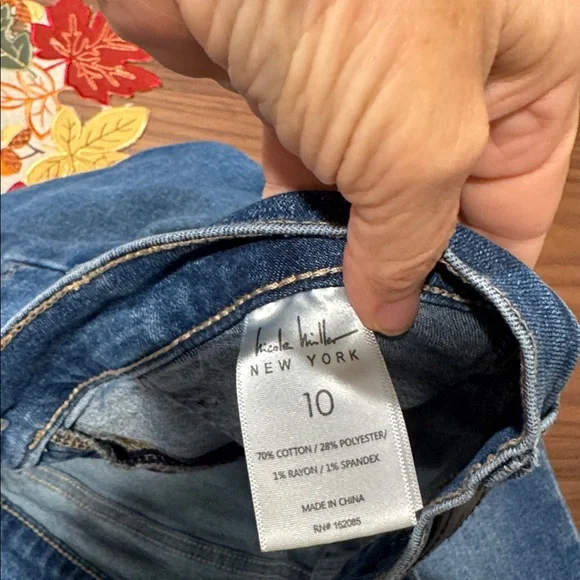 nicole miller
NEW YORK
10
70% COTTON / 28% POLYESTER/
1% RAYON / 1% SPANDEX
MADE IN CHINA
RN# 152085